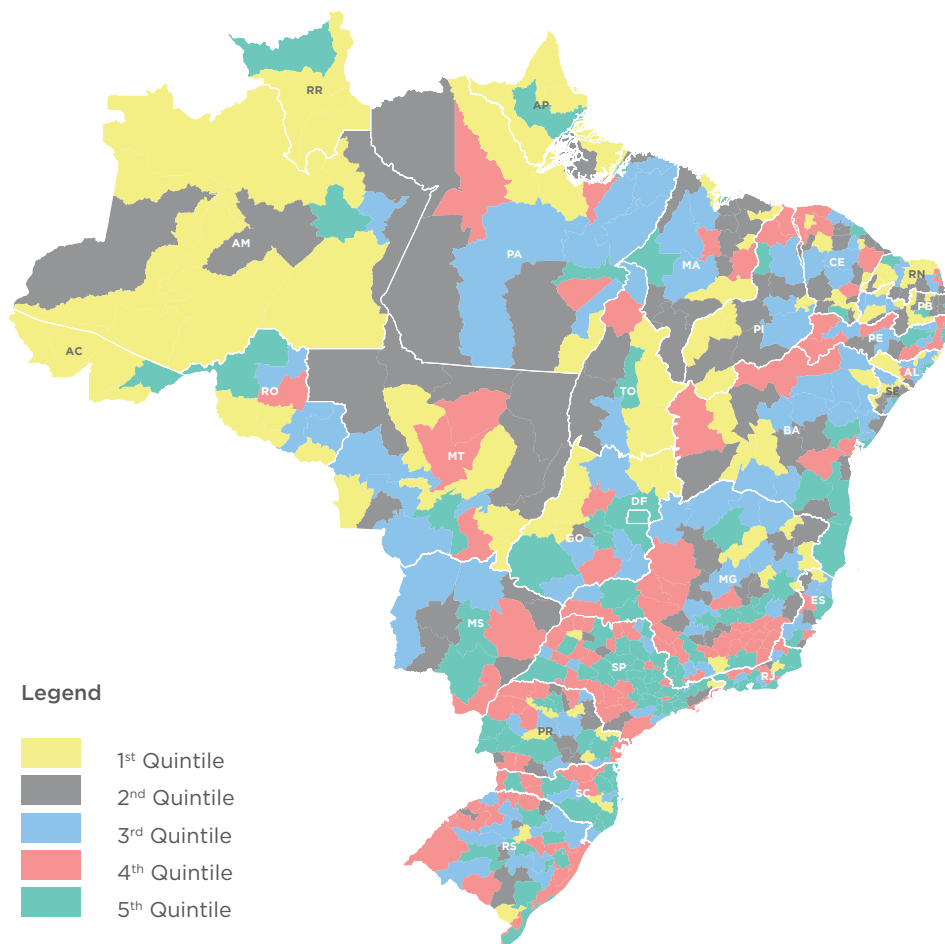 RR
AP
AM
PA
MA
CE
RN
PB
PI
PE
AC
AL
RO
TO
SE
BA
MT
DF
GO
MG
ES
MS
SP
RJ
Legend
PR
1st Quintile
2nd Quintile
SC
3rd Quintile
RS
4th Quintile
5th Quintile